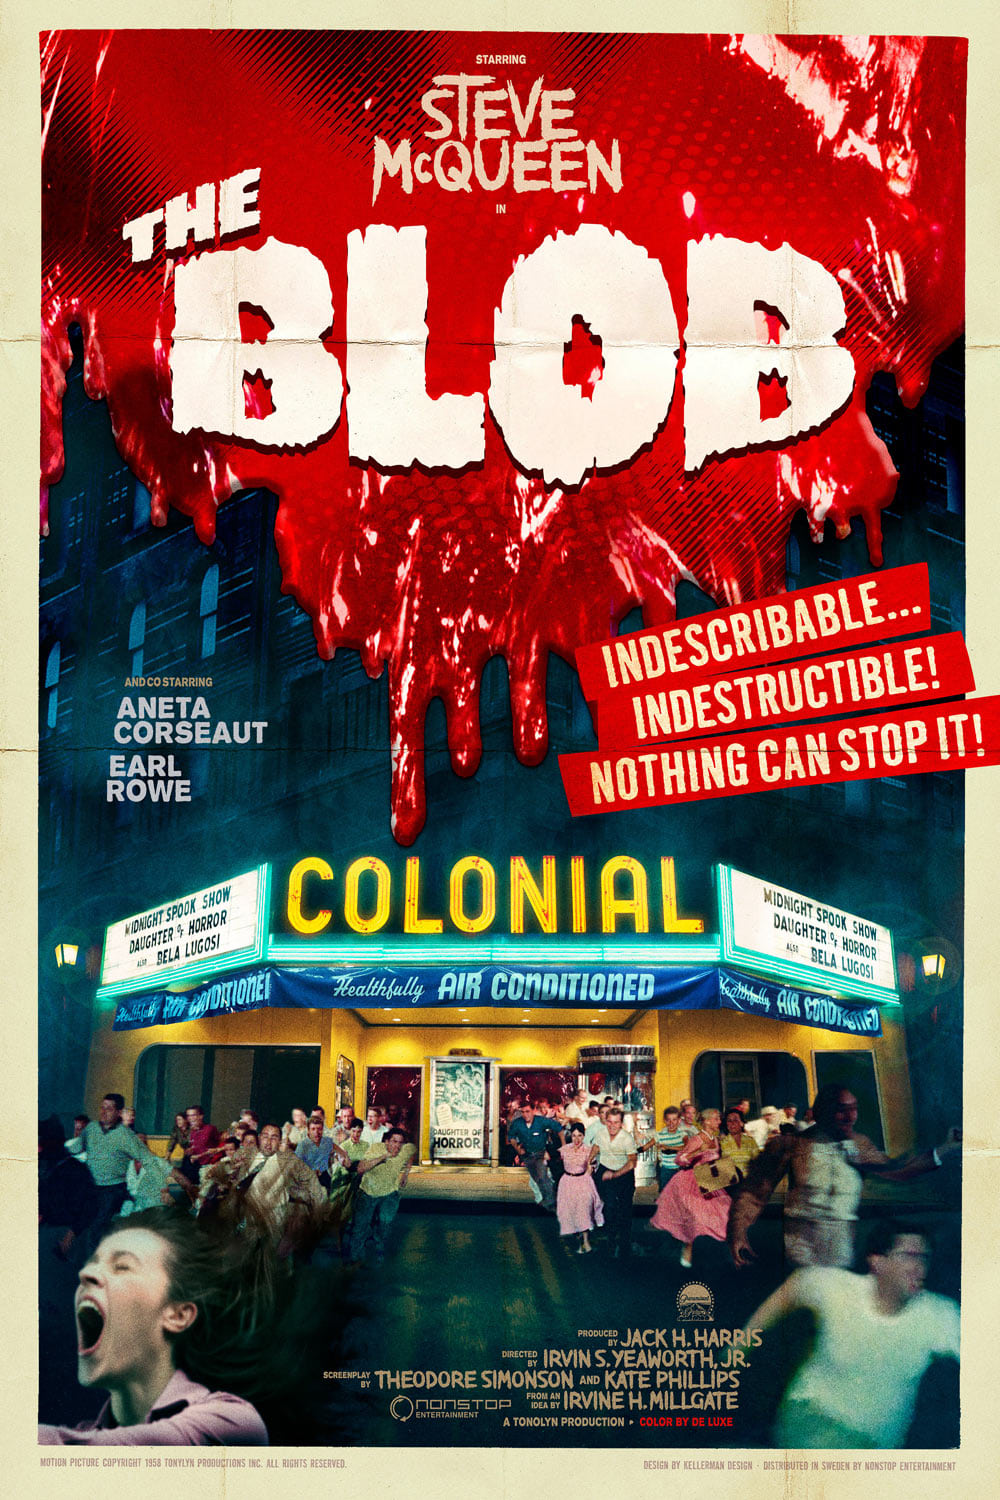 STARRING
STEVE
McQUEEN
IN
THE
BLOB
INDESCRIBABLE...
INDESTRUCTIBLE!
NOTHING CAN STOP IT!
AND CO STARRING
ANETA
CORSEAUT
EARL
ROWE
COLONIAL
MIDNIGHT SPOOK SHOW
DAUGHTER of HORROR
ALSO BELA LUGOSI
MIDNIGHT SPOOK SHOW
DAUGHTER of HORROR
ALSO BELA LUGOSI
Healthfully AIR CONDITIONED
Healthfully AIR CONDITIONED
Healthfully AIR CONDITIONED
DAUGHTER OF
HORROR
Paramount
PRODUCED BY JACK H. HARRIS
DIRECTED BY IRVIN S. YEAWORTH, JR.
SCREENPLAY BY THEODORE SIMONSON AND KATE PHILLIPS
FROM AN IDEA BY IRVINE H. MILLGATE
NONSTOP
ENTERTAINMENT
A TONOLYN PRODUCTION • COLOR BY DE LUXE
MOTION PICTURE COPYRIGHT 1958 TONYLYN PRODUCTIONS INC. ALL RIGHTS RESERVED.
DESIGN BY KELLERMAN DESIGN · DISTRIBUTED IN SWEDEN BY NONSTOP ENTERTAINMENT